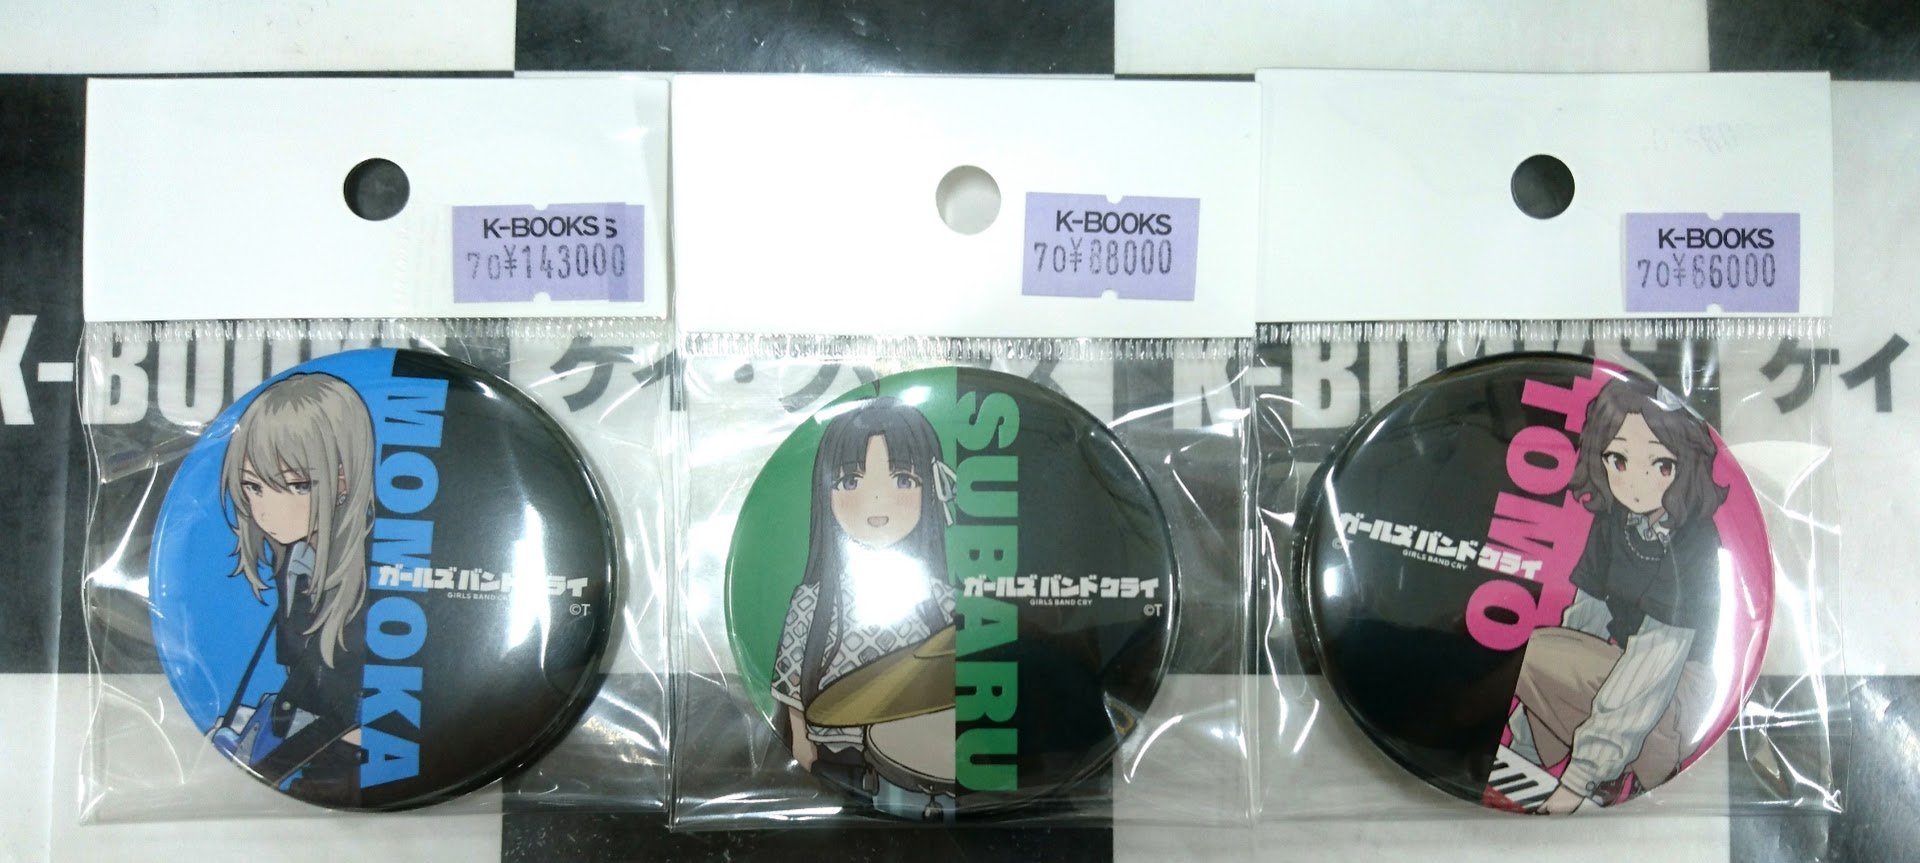 K-BOOKS
70¥143000
K-BOOKS
70¥88000
K-BOOKS
70¥66000
MOMOKA
ガールズバンドクライ
GIRLS BAND CRY
©T
SUBARU
ガールズバンドクライ
GIRLS BAND CRY
©T
TOMO
ガールズバンドクライ
GIRLS BAND CRY